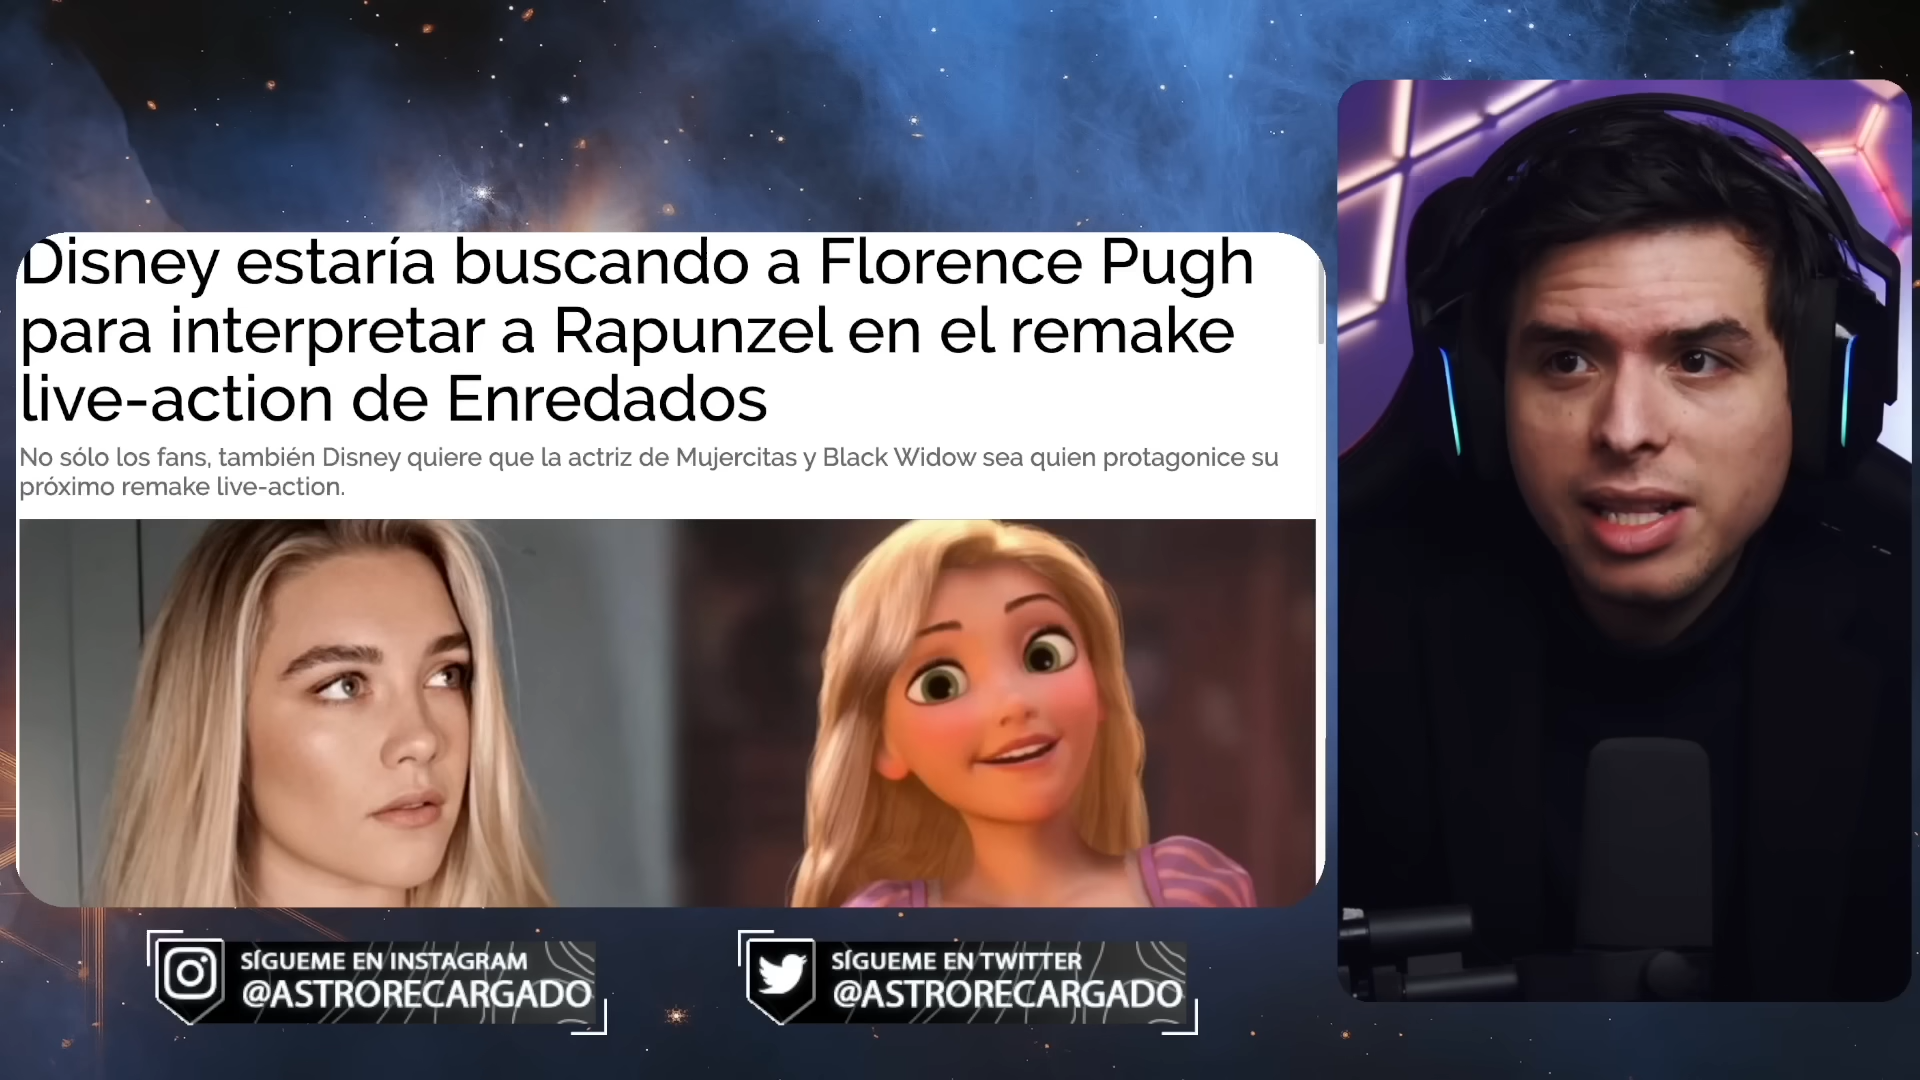 Disney estaría buscando a Florence Pugh
para interpretar a Rapunzel en el remake
live-action de Enredados
No sólo los fans, también Disney quiere que la actriz de Mujercitas y Black Widow sea quien protagonice su
próximo remake live-action.
SÍGUEME EN INSTAGRAM
@ASTRORECARGADO
SÍGUEME EN TWITTER
@ASTRORECARGADO